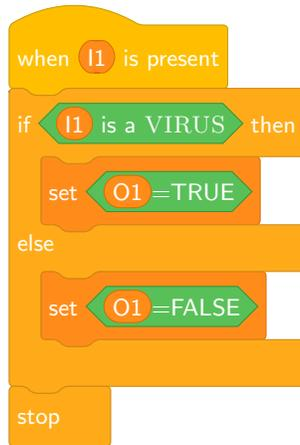 when I1 is present
if I1 is a VIRUS then
set O1=TRUE
else
set O1=FALSE
stop